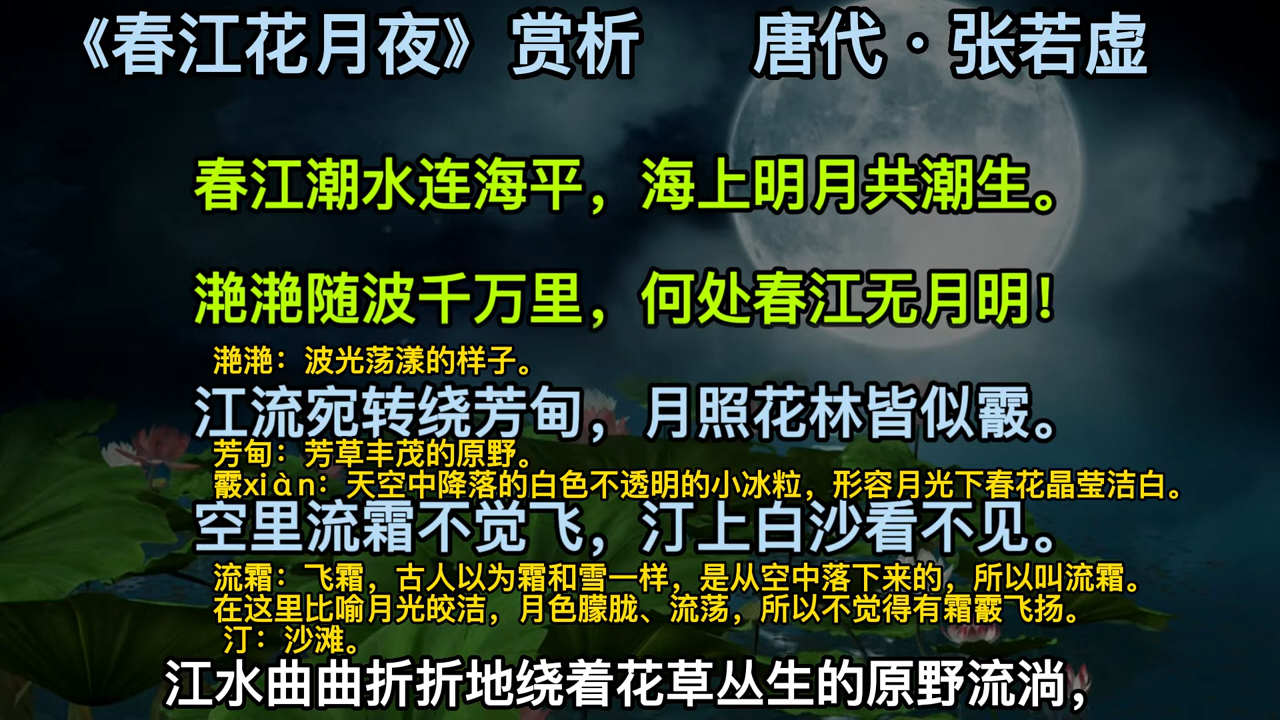 《春江花月夜》赏析 唐代·张若虚
春江潮水连海平，海上明月共潮生。
滟滟随波千万里，何处春江无月明！
滟滟：波光荡漾的样子。
江流宛转绕芳甸，月照花林皆似霰。
芳甸：芳草丰茂的原野。
霰xiàn：天空中降落的白色不透明的小冰粒，形容月光下春花晶莹洁白。
空里流霜不觉飞，汀上白沙看不见。
流霜：飞霜，古人以为霜和雪一样，是从空中落下来的，所以叫流霜。
在这里比喻月光皎洁，月色朦胧、流荡，所以不觉得有霜霰飞扬。
汀：沙滩。
江水曲曲折折地绕着花草丛生的原野流淌，